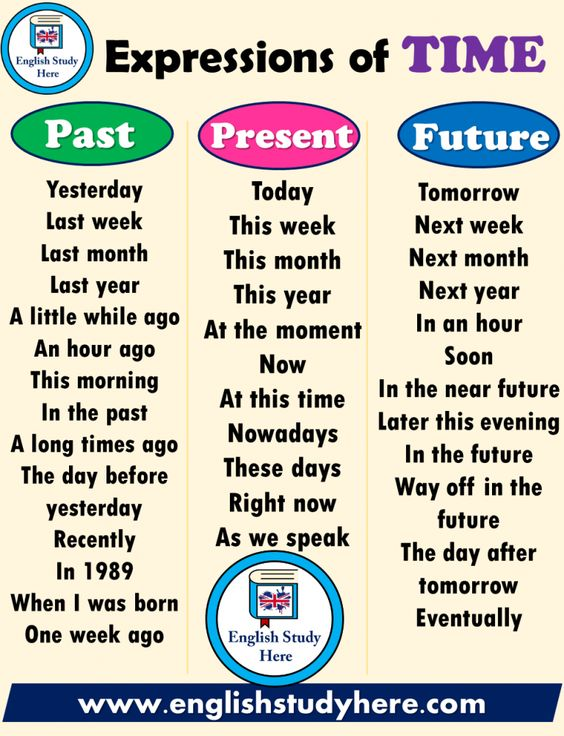 English Study
Here
Expressions of TIME
Past
Yesterday
Last week
Last month
Last year
A little while ago
An hour ago
This morning
In the past
A long times ago
The day before
yesterday
Recently
In 1989
When I was born
One week ago
Present
Today
This week
This month
This year
At the moment
Now
At this time
Nowadays
These days
Right now
As we speak
English Study
Here
Future
Tomorrow
Next week
Next month
Next year
In an hour
Soon
In the near future
Later this evening
In the future
Way off in the
future
The day after
tomorrow
Eventually
www.englishstudyhere.com